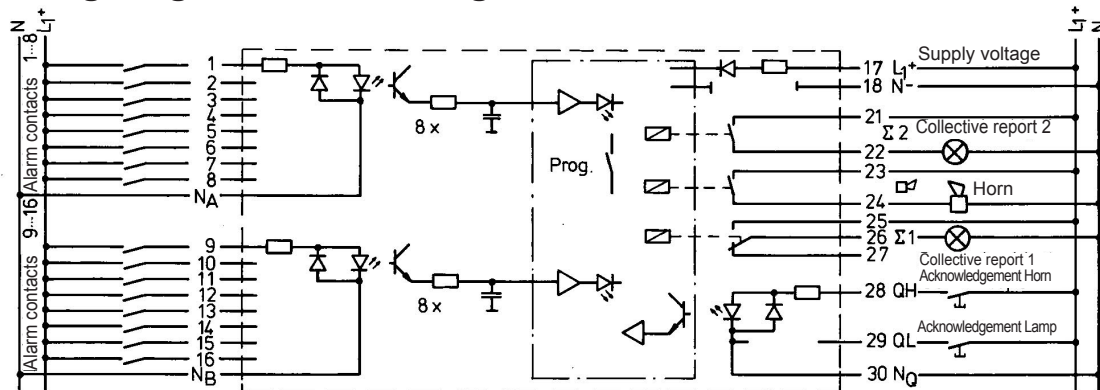 N
L1+
1...8
Alarm contacts
1
2
3
4
5
6
7
8
NA
9...16
Alarm contacts
9
10
11
12
13
14
15
16
NB
8 x
8 x
Prog.
17 L1+ Supply voltage
18 N-
21
Σ2 Collective report 2
22
23
24 Horn
25
26 Σ1
27
Collective report 1
Acknowledgement Horn
28 QH
Acknowledgement Lamp
29 QL
30 NQ
L1+
N